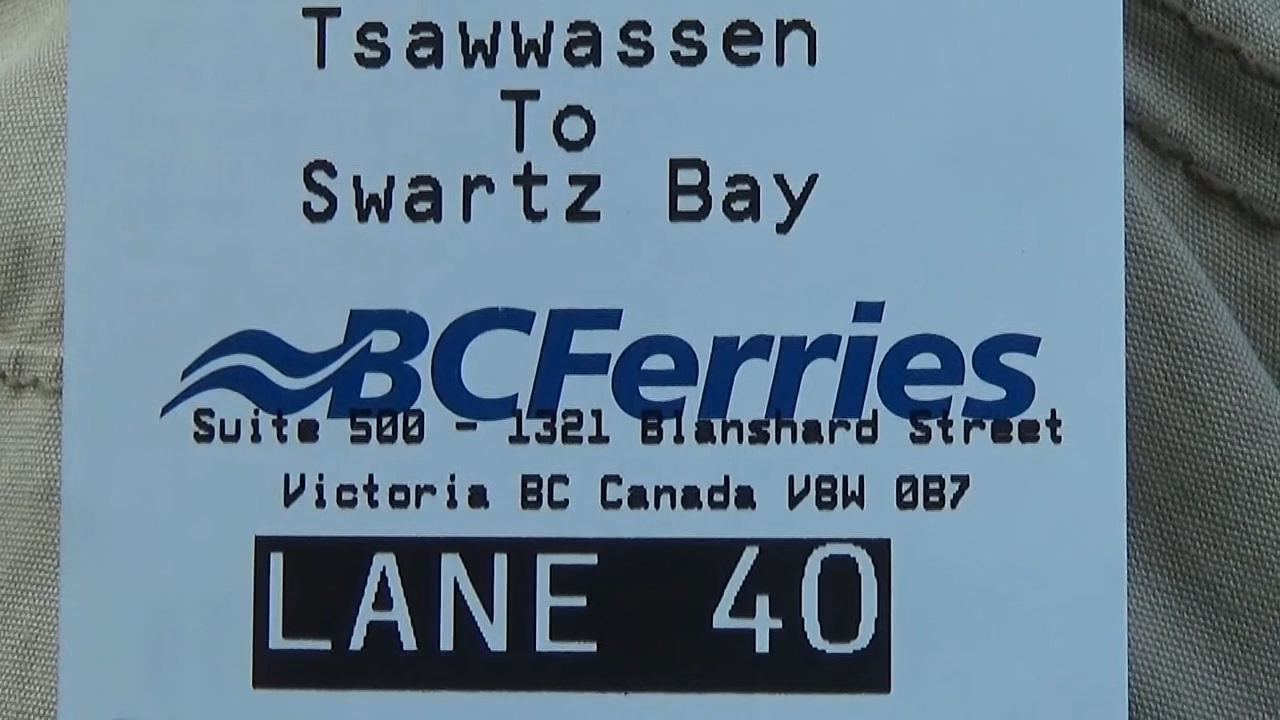 Tsawwassen
To
Swartz Bay
BCFerries
Suite 500 - 1321 Blanshard Street
Victoria BC Canada V8W 0B7
LANE 40